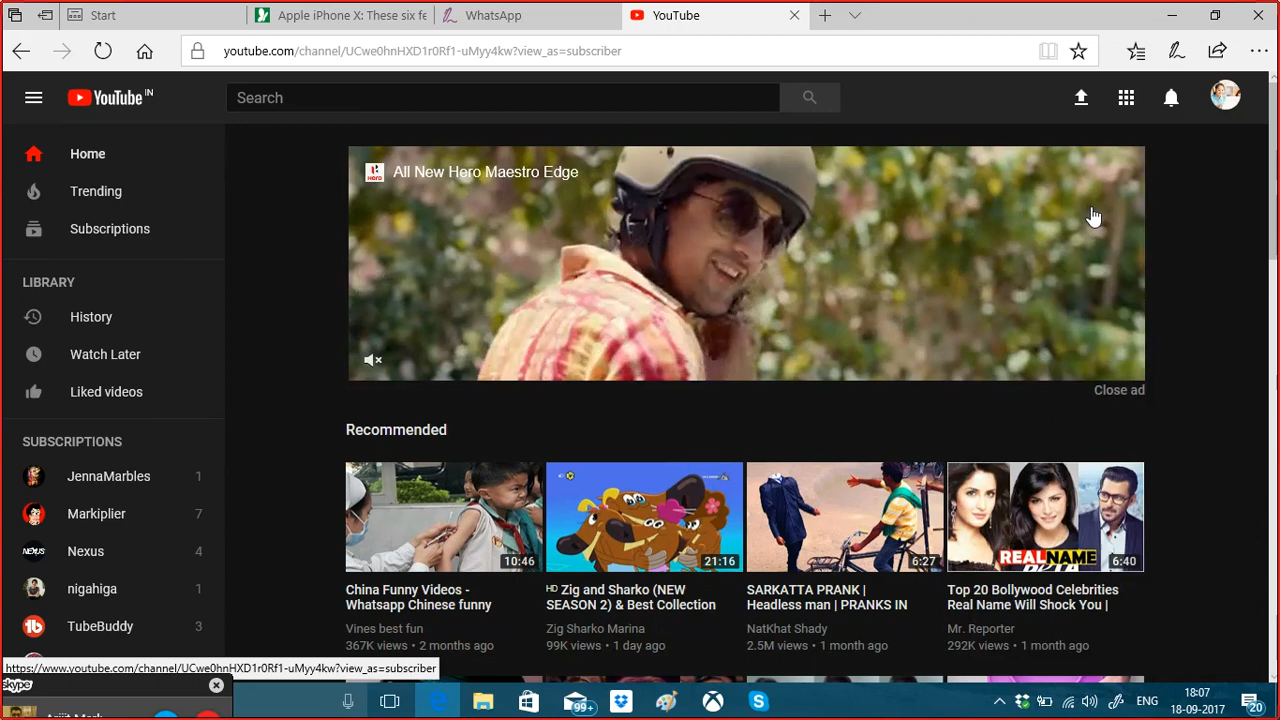 Start
Apple iPhone X: These six fe
WhatsApp
YouTube
youtube.com/channel/UCwe0hnHXD1r0Rf1-uMyy4kw?view_as=subscriber
YouTube IN
Search
Home
Trending
Subscriptions
LIBRARY
History
Watch Later
Liked videos
SUBSCRIPTIONS
JennaMarbles 1
Markiplier 7
NEXUS
Nexus 4
nigahiga 1
TubeBuddy 3
Hero
All New Hero Maestro Edge
Close ad
Recommended
10:46
21:16
6:27
REAL NAME
6:40
China Funny Videos -
Whatsapp Chinese funny
Vines best fun
367K views • 2 months ago
HD Zig and Sharko (NEW
SEASON 2) & Best Collection
Zig Sharko Marina
99K views • 1 day ago
SARKATTA PRANK |
Headless man | PRANKS IN
NatKhat Shady
2.5M views • 1 month ago
Top 20 Bollywood Celebrities
Real Name Will Shock You |
Mr. Reporter
292K views • 1 month ago
https://www.youtube.com/channel/UCwe0hnHXD1r0Rf1-uMyy4kw?view_as=subscriber
skype
99+
ENG
18:07
18-09-2017
20